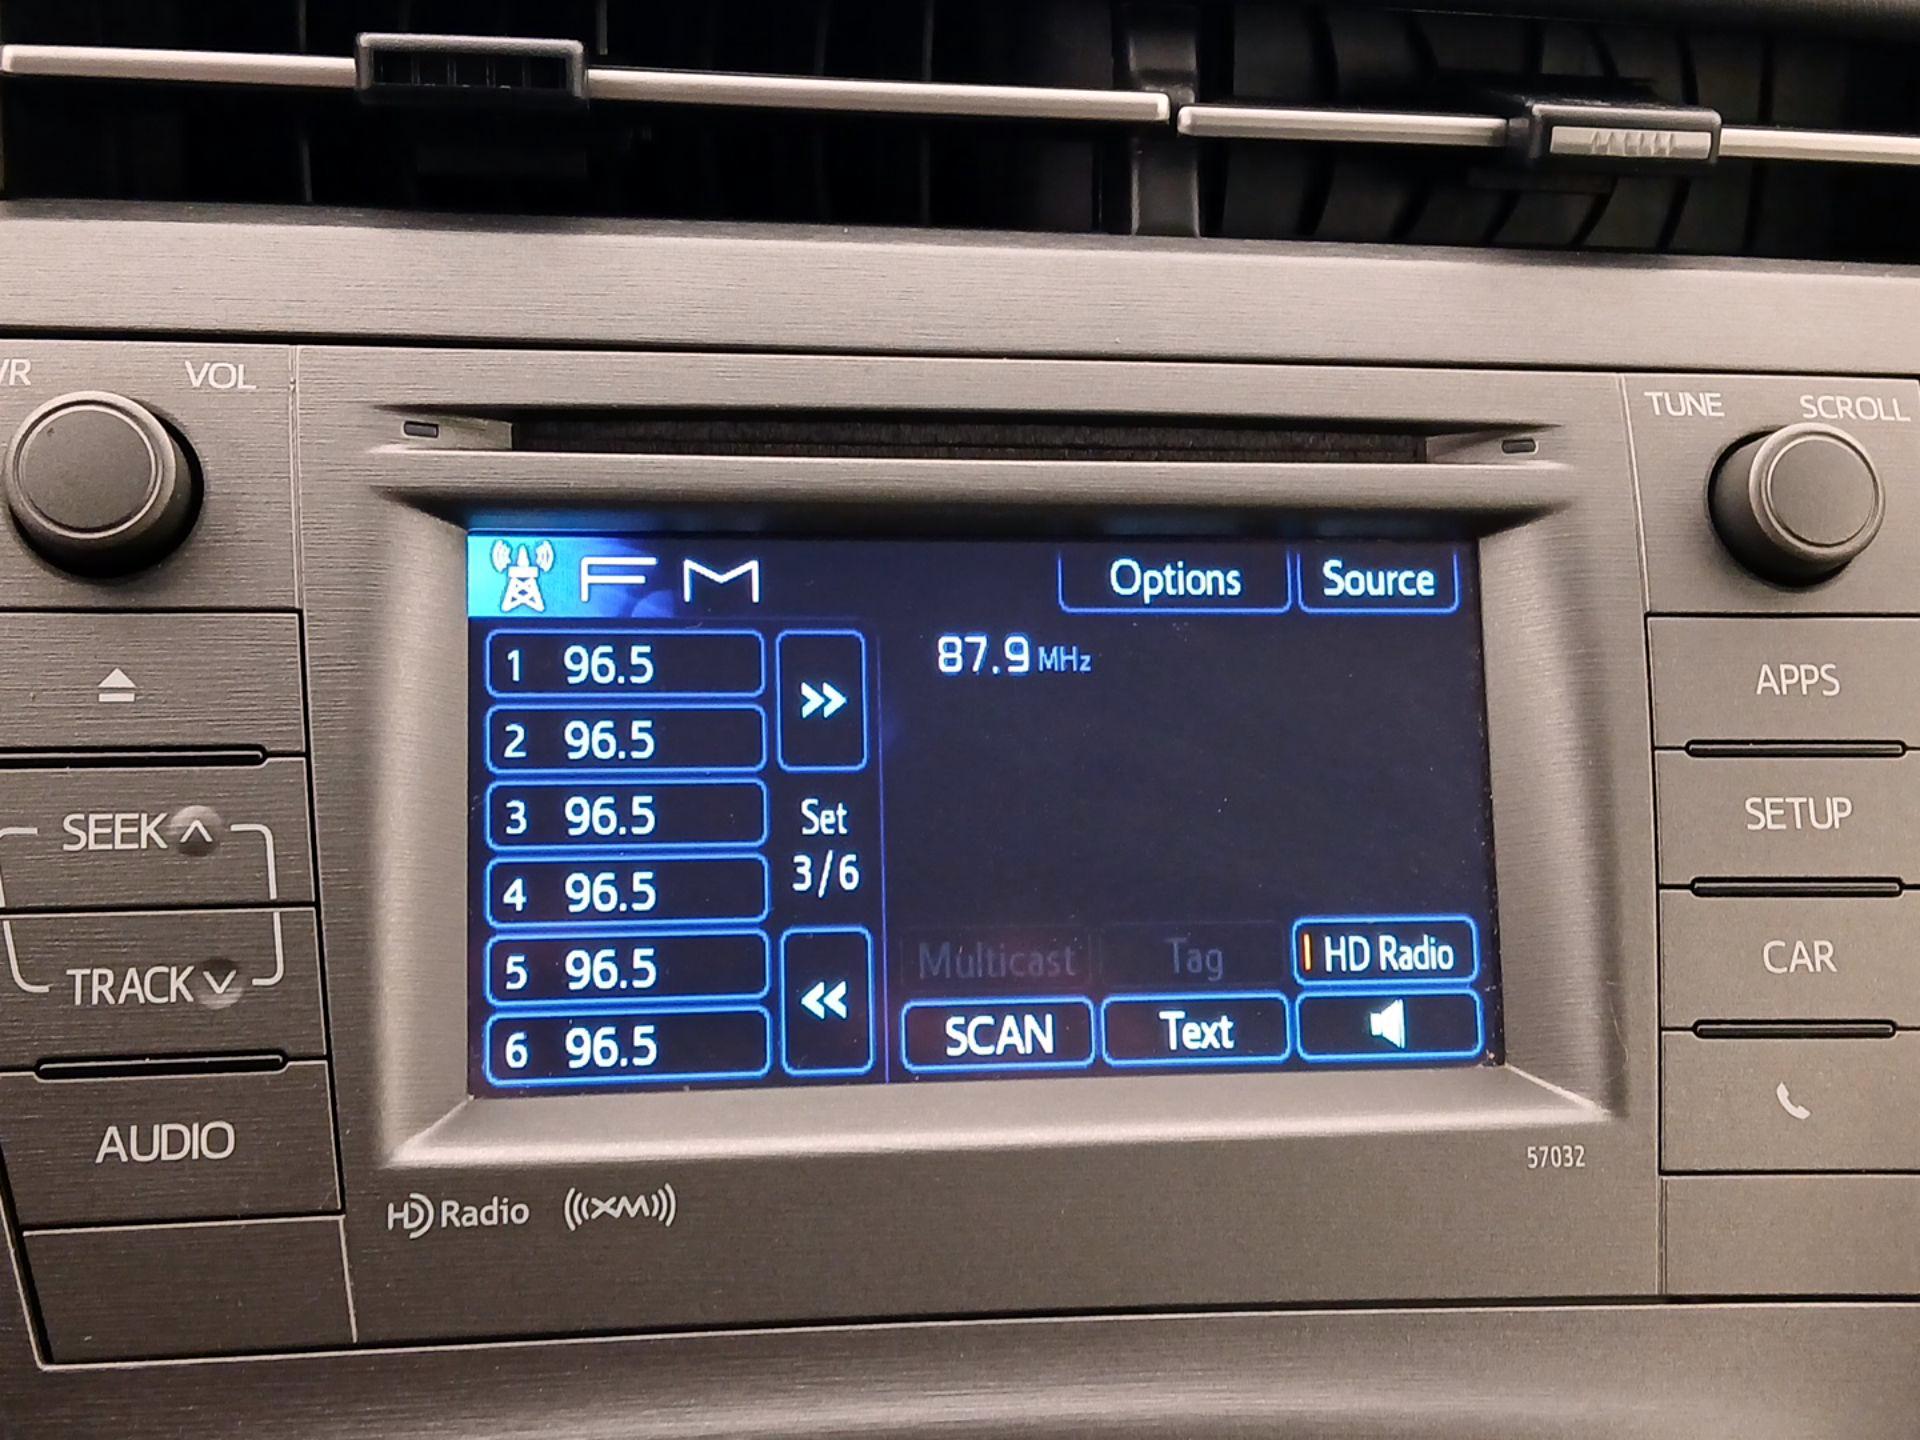 VOL
TUNE SCROLL
FM
Options Source
1 96.5
87.9 MHz
2 96.5
3 96.5
Set
3/6
4 96.5
5 96.5
6 96.5
Multicast Tag HD Radio
SCAN Text
SEEK
TRACK
AUDIO
APPS
SETUP
CAR
57032
HD Radio ((XM))